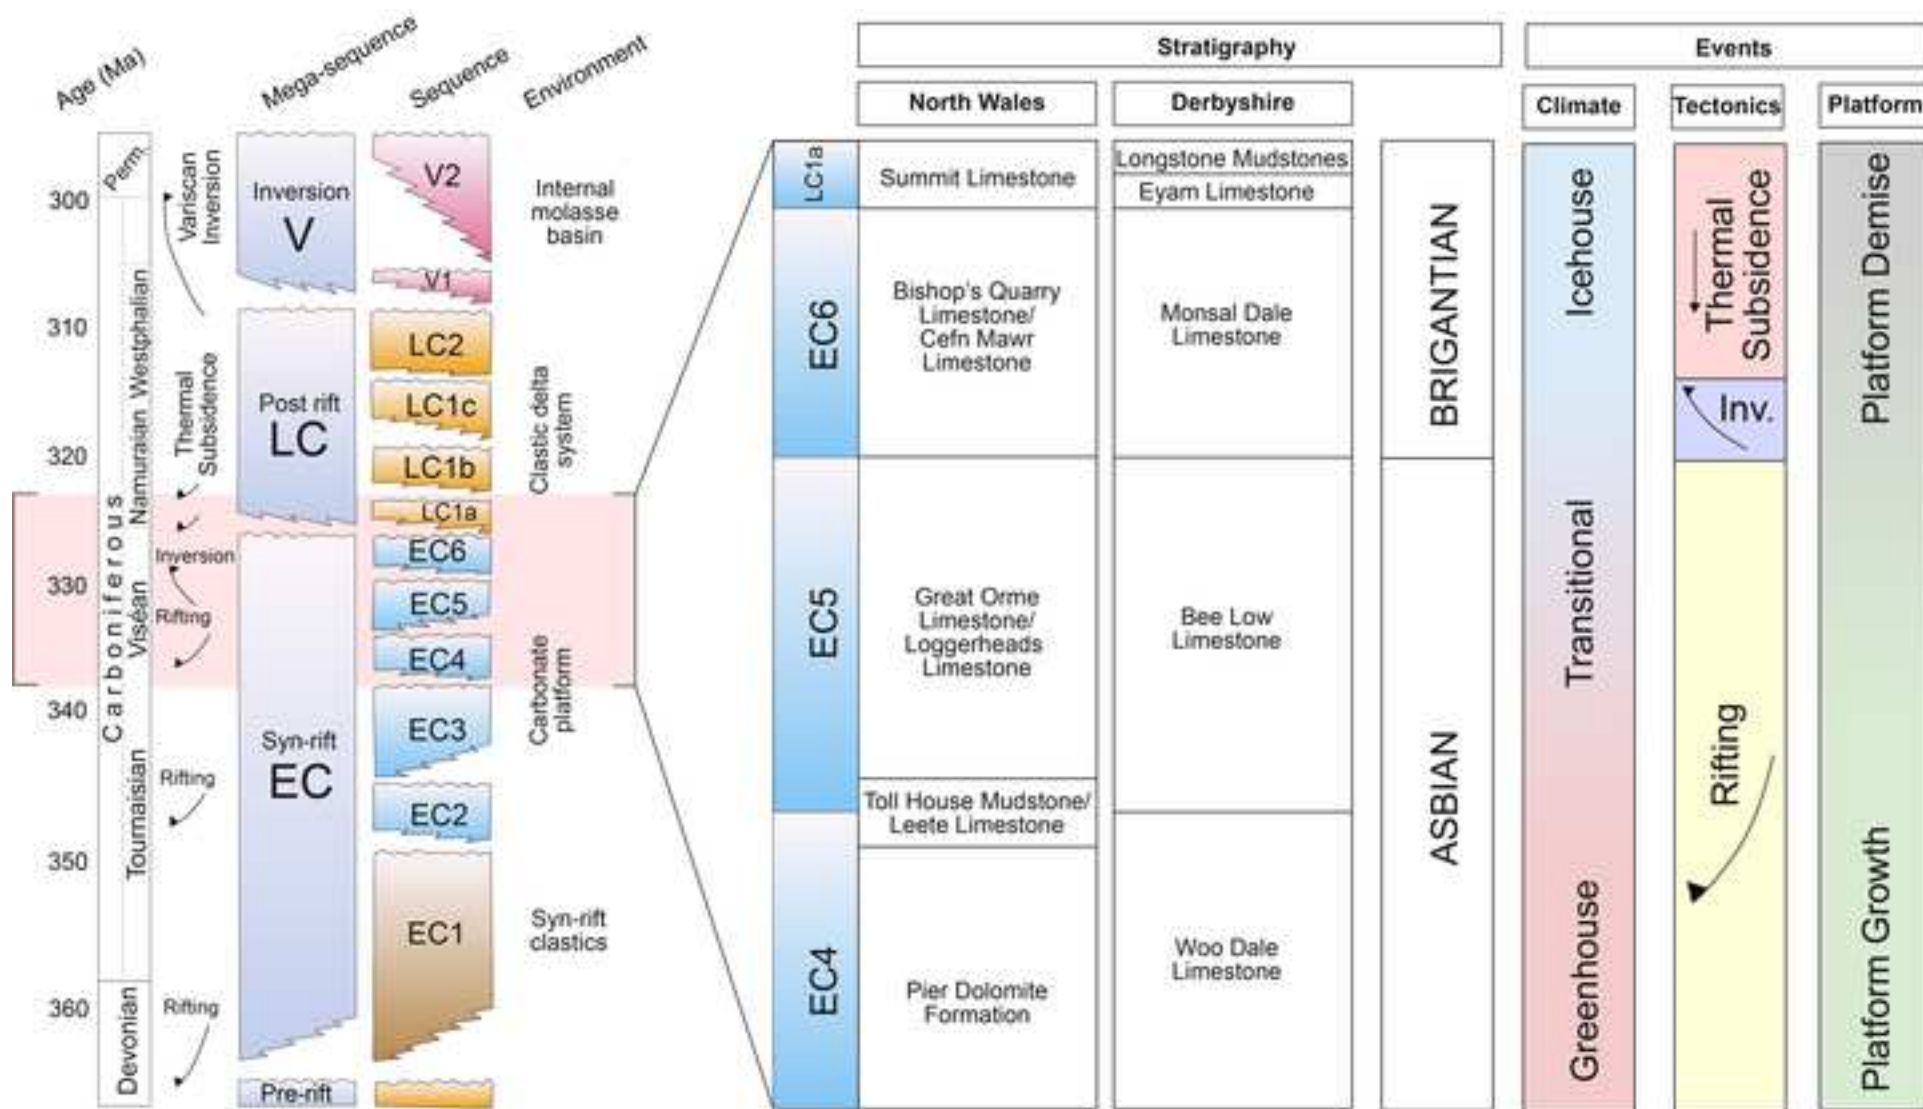 Age (Ma)
Mega-sequence
Sequence
Environment
Perm.
Carboniferous
Westphalian
Namuraian
Viséan
Tournaisian
Devonian
300
310
320
330
340
350
360
Variscan
Inversion
Thermal
Subsidence
Inversion
Rifting
Rifting
Rifting
Inversion
V
Post rift
LC
Syn-rift
EC
Pre-rift
V2
V1
LC2
LC1c
LC1b
LC1a
EC6
EC5
EC4
EC3
EC2
EC1
Internal
molasse
basin
Clastic delta
system
Carbonate
platform
Syn-rift
clastics
Stratigraphy
North Wales
Derbyshire
LC1a
EC6
EC5
EC4
Summit Limestone
Bishop's Quarry
Limestone/
Cefn Mawr
Limestone
Great Orme
Limestone/
Loggerheads
Limestone
Toll House Mudstone/
Leete Limestone
Pier Dolomite
Formation
Longstone Mudstones
Eyam Limestone
Monsal Dale
Limestone
Bee Low
Limestone
Woo Dale
Limestone
BRIGANTIAN
ASBIAN
Events
Climate
Tectonics
Platform
Icehouse
Transitional
Greenhouse
Thermal
Subsidence
Inv.
Rifting
Platform Demise
Platform Growth